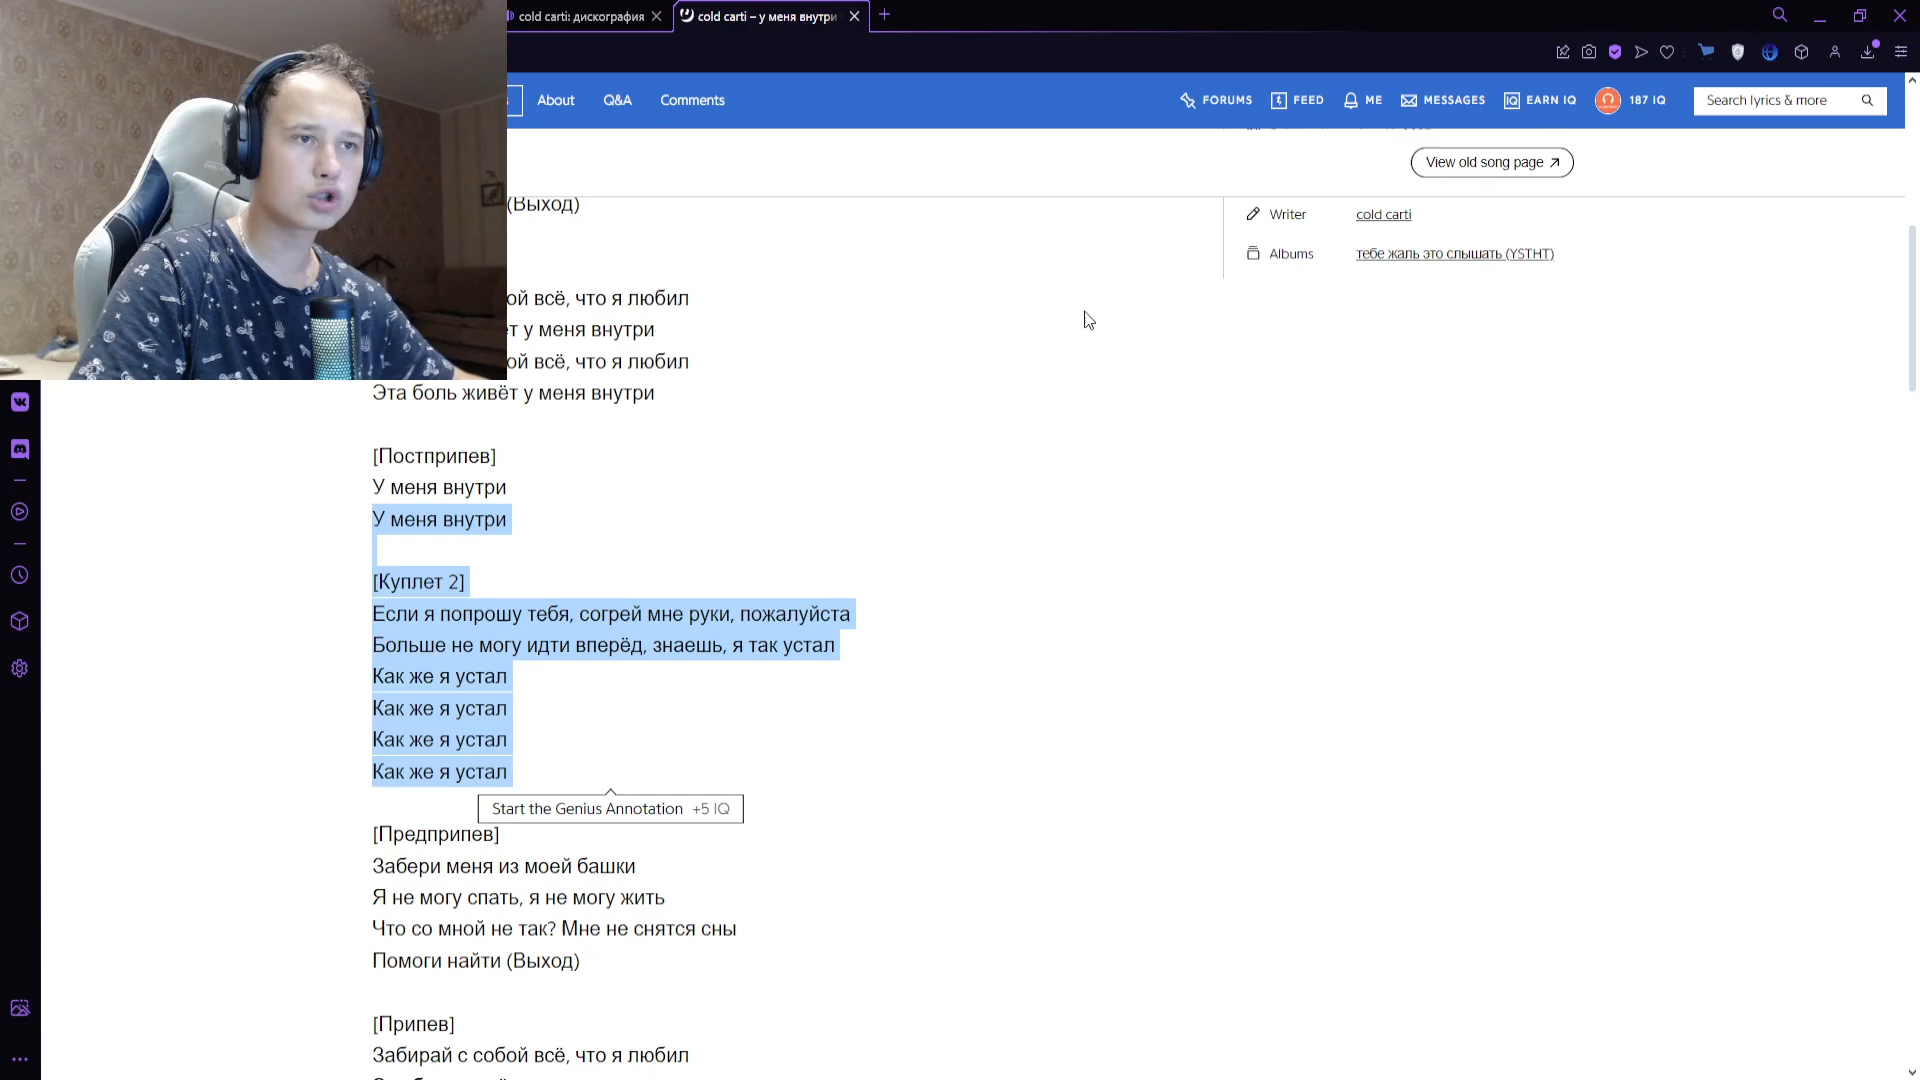 cold carti: дискография
cold carti – у меня внутри
About
Q&A
Comments
FORUMS
FEED
ME
MESSAGES
EARN IQ
187 IQ
Search lyrics & more
View old song page
(Выход)
Writer
cold carti
Albums
тебе жаль это слышать (YSTHT)
ой всё, что я любил
т у меня внутри
ой всё, что я любил
Эта боль живёт у меня внутри
[Постприпев]
У меня внутри
У меня внутри
[Куплет 2]
Если я попрошу тебя, согрей мне руки, пожалуйста
Больше не могу идти вперёд, знаешь, я так устал
Как же я устал
Как же я устал
Как же я устал
Как же я устал
Start the Genius Annotation +5 IQ
[Предприпев]
Забери меня из моей башки
Я не могу спать, я не могу жить
Что со мной не так? Мне не снятся сны
Помоги найти (Выход)
[Припев]
Забирай с собой всё, что я любил